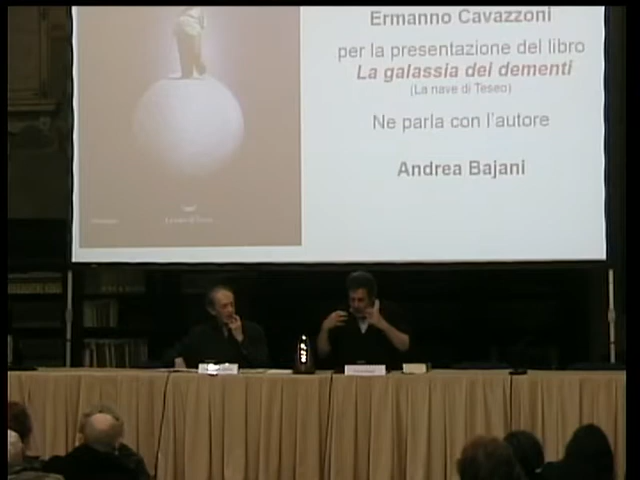 Ermanno Cavazzoni
per la presentazione del libro
La galassia dei dementi
(La nave di Teseo)
Ne parla con l'autore
Andrea Bajani